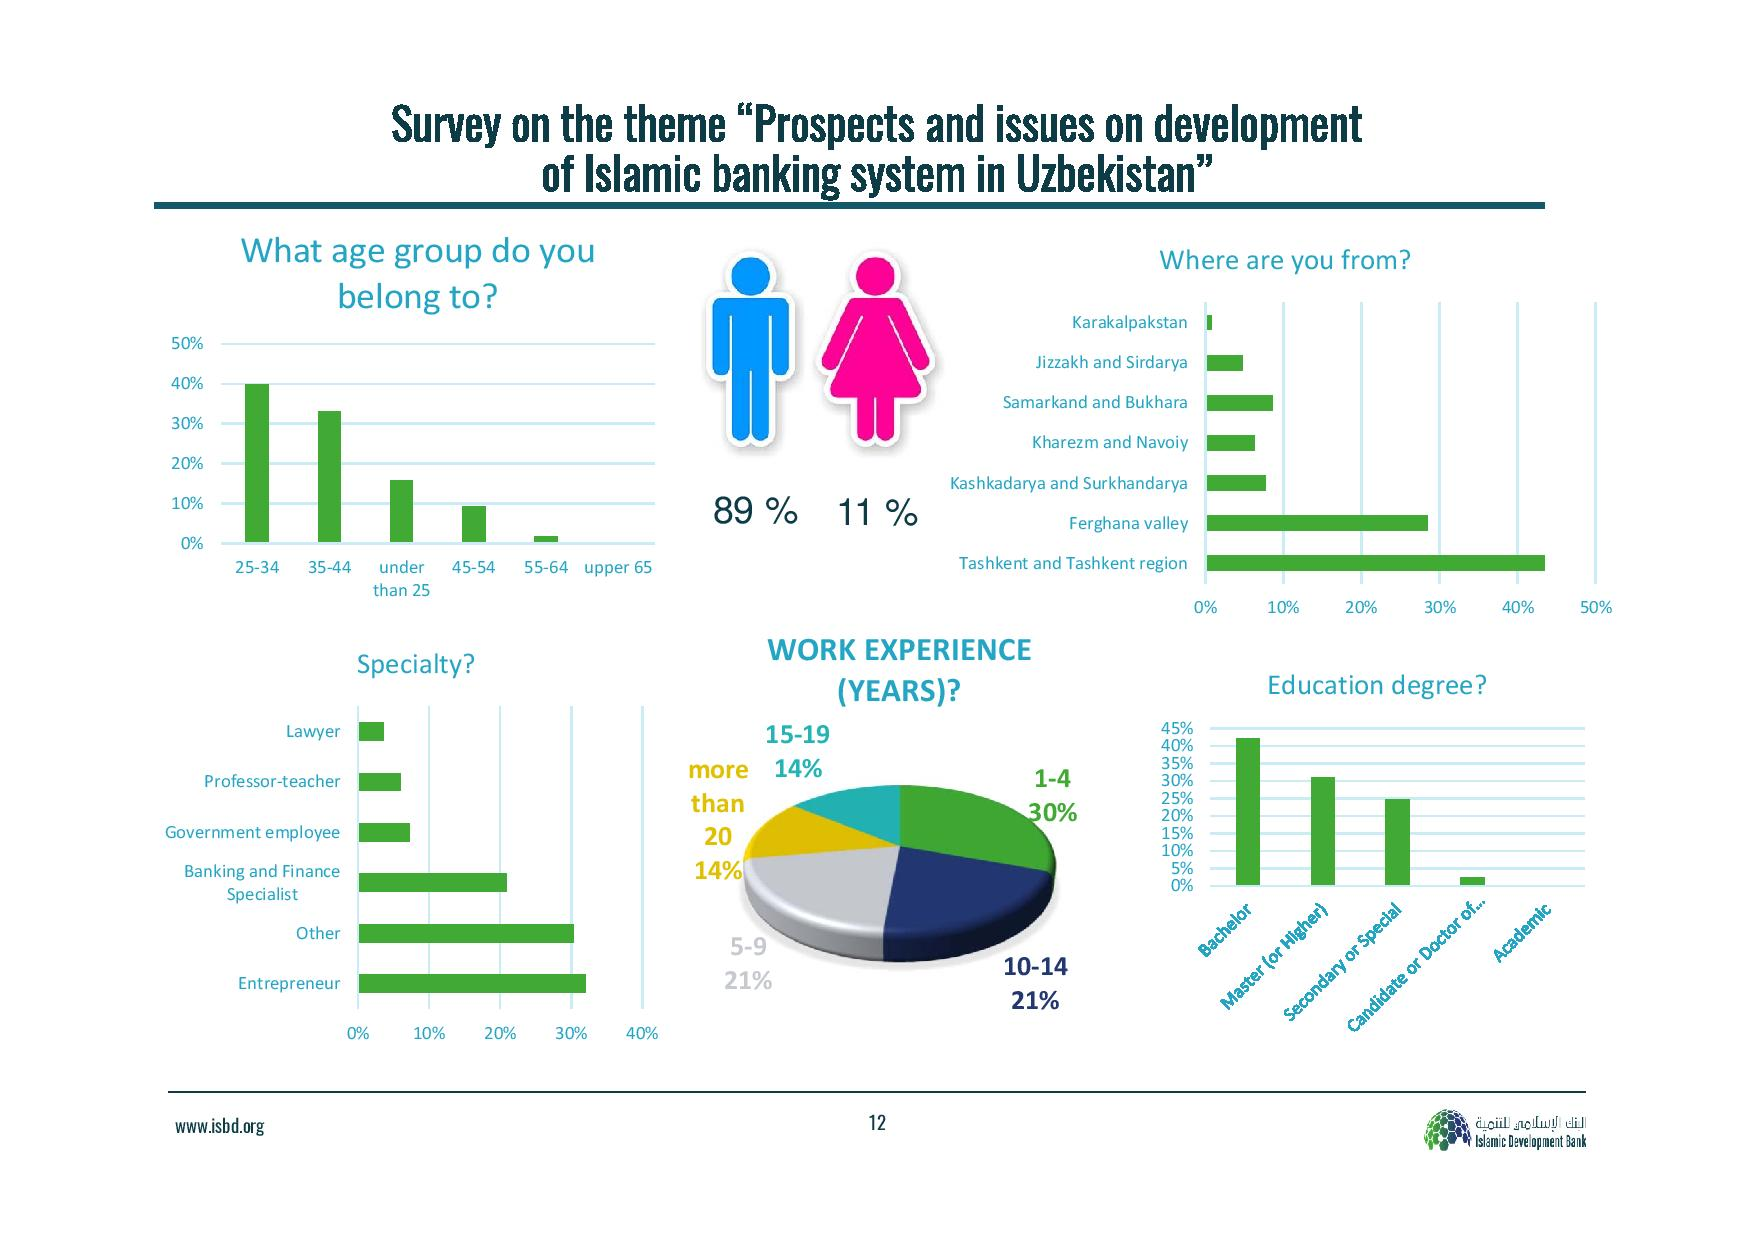 Survey on the theme “Prospects and issues on development
of Islamic banking system in Uzbekistan”
What age group do you
belong to?
50%
40%
30%
20%
10%
0%
25-34
35-44
under
than 25
45-54
55-64
upper 65
89 %
11 %
Where are you from?
Karakalpakstan
Jizzakh and Sirdarya
Samarkand and Bukhara
Kharezm and Navoiy
Kashkadarya and Surkhandarya
Ferghana valley
Tashkent and Tashkent region
0%
10%
20%
30%
40%
50%
Specialty?
Lawyer
Professor-teacher
Government employee
Banking and Finance
Specialist
Other
Entrepreneur
0%
10%
20%
30%
40%
WORK EXPERIENCE
(YEARS)?
15-19
14%
more
than
20
14%
1-4
30%
5-9
21%
10-14
21%
Education degree?
45%
40%
35%
30%
25%
20%
15%
10%
5%
0%
Bachelor
Master (or Higher)
Secondary or Special
Candidate or Doctor of…
Academic
www.isbd.org
12
البنك الإسلامي للتنمية
Islamic Development Bank